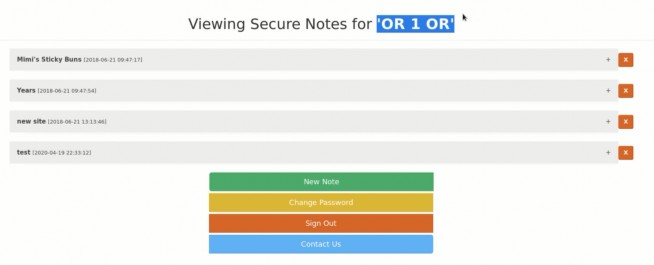 Viewing Secure Notes for 'OR 1 OR'
Mimi's Sticky Buns [2018-06-21 09:47:17] + X
Years [2018-06-21 09:47:54] + X
new site [2018-06-21 13:13:46] + X
test [2020-04-19 22:33:12] + X
New Note
Change Password
Sign Out
Contact Us